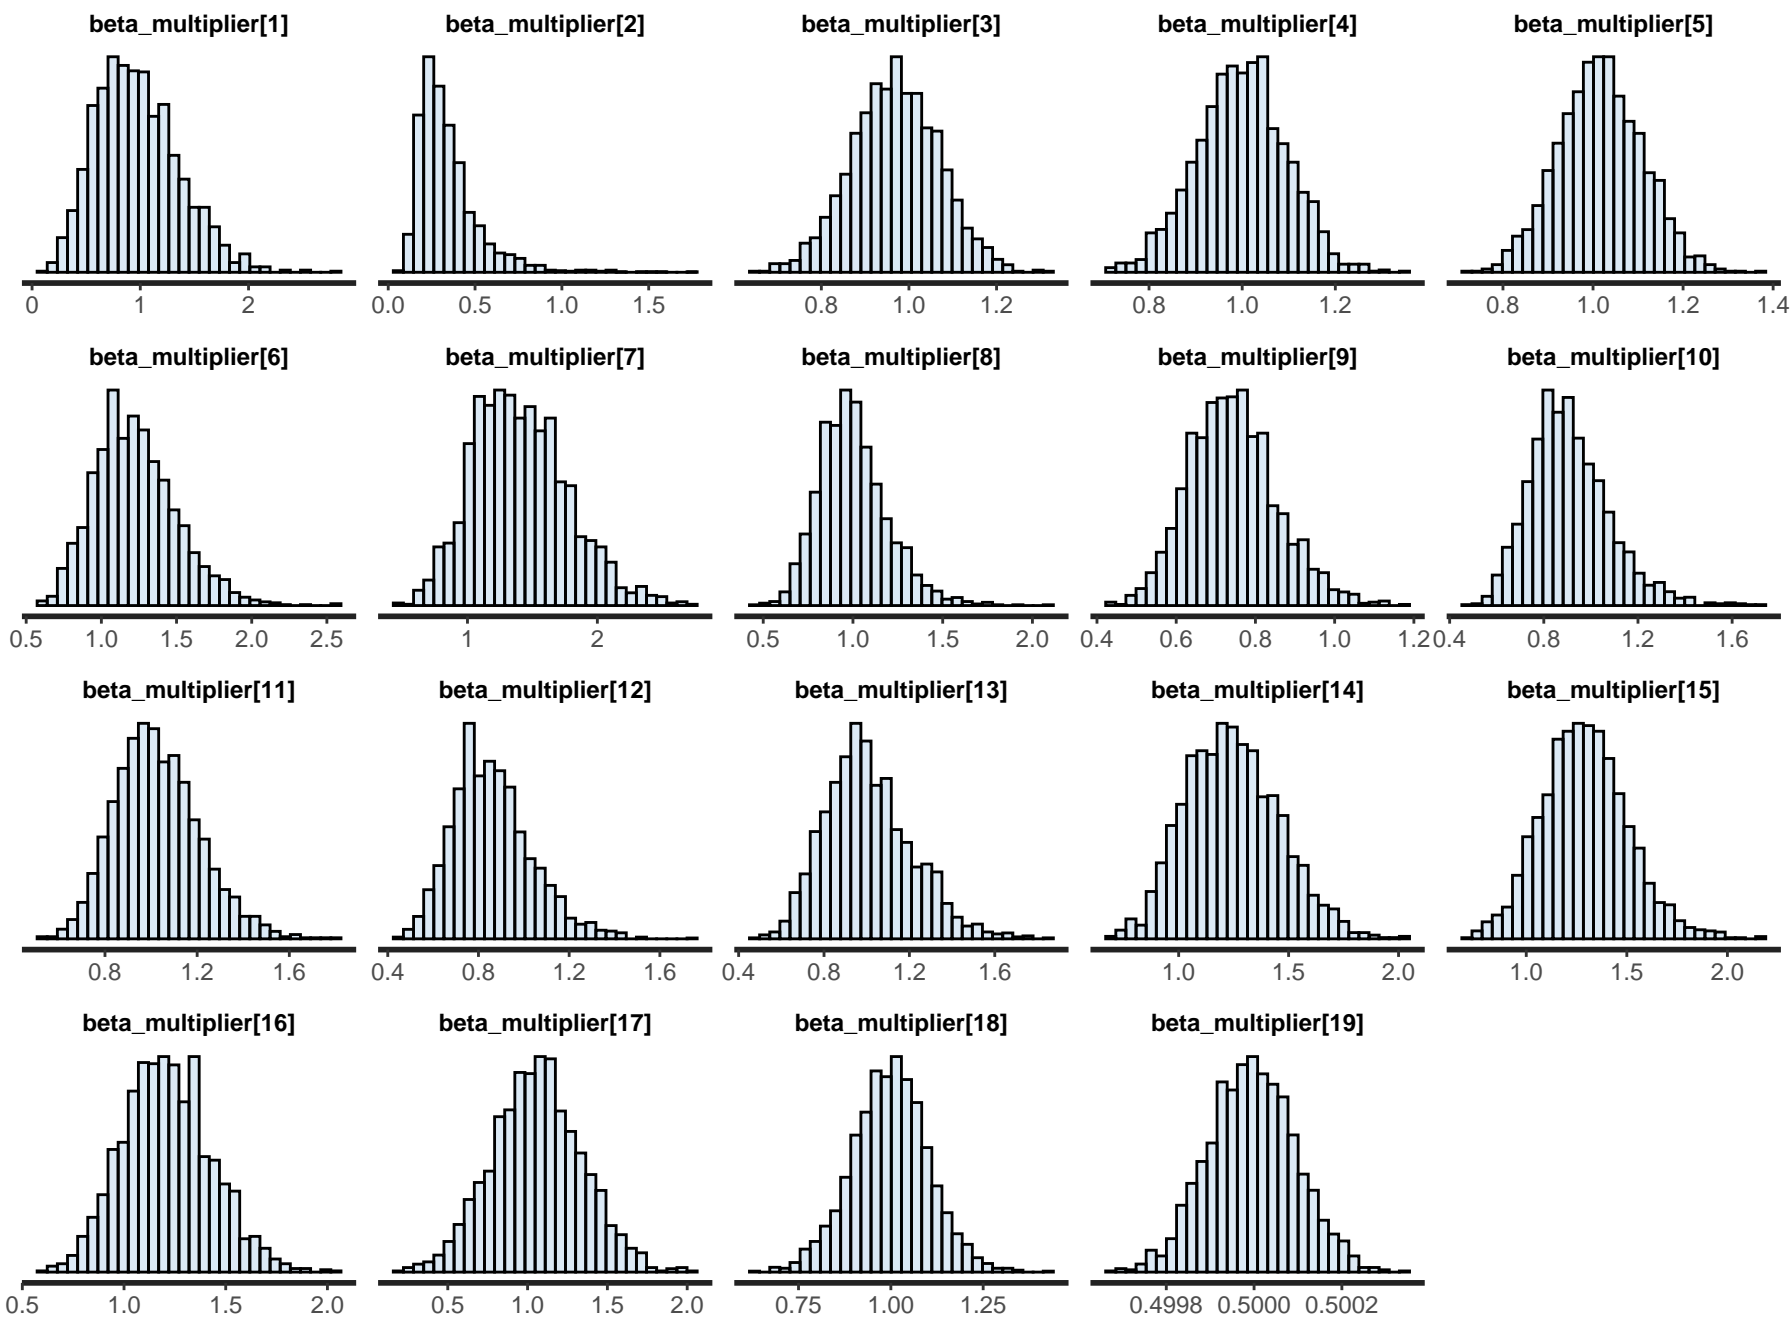 beta_multiplier[1] beta_multiplier[2] beta_multiplier[3] beta_multiplier[4] beta_multiplier[5]
0 1 2 0.0 0.5 1.0 1.5 0.8 1.0 1.2 0.8 1.0 1.2 0.8 1.0 1.2 1.4
beta_multiplier[6] beta_multiplier[7] beta_multiplier[8] beta_multiplier[9] beta_multiplier[10]
0.5 1.0 1.5 2.0 2.5 1 2 0.5 1.0 1.5 2.0 0.4 0.6 0.8 1.0 1.2 0.4 0.8 1.2 1.6
beta_multiplier[11] beta_multiplier[12] beta_multiplier[13] beta_multiplier[14] beta_multiplier[15]
0.8 1.2 1.6 0.4 0.8 1.2 1.6 0.4 0.8 1.2 1.6 1.0 1.5 2.0 1.0 1.5 2.0
beta_multiplier[16] beta_multiplier[17] beta_multiplier[18] beta_multiplier[19]
0.5 1.0 1.5 2.0 0.5 1.0 1.5 2.0 0.75 1.00 1.25 0.4998 0.5000 0.5002